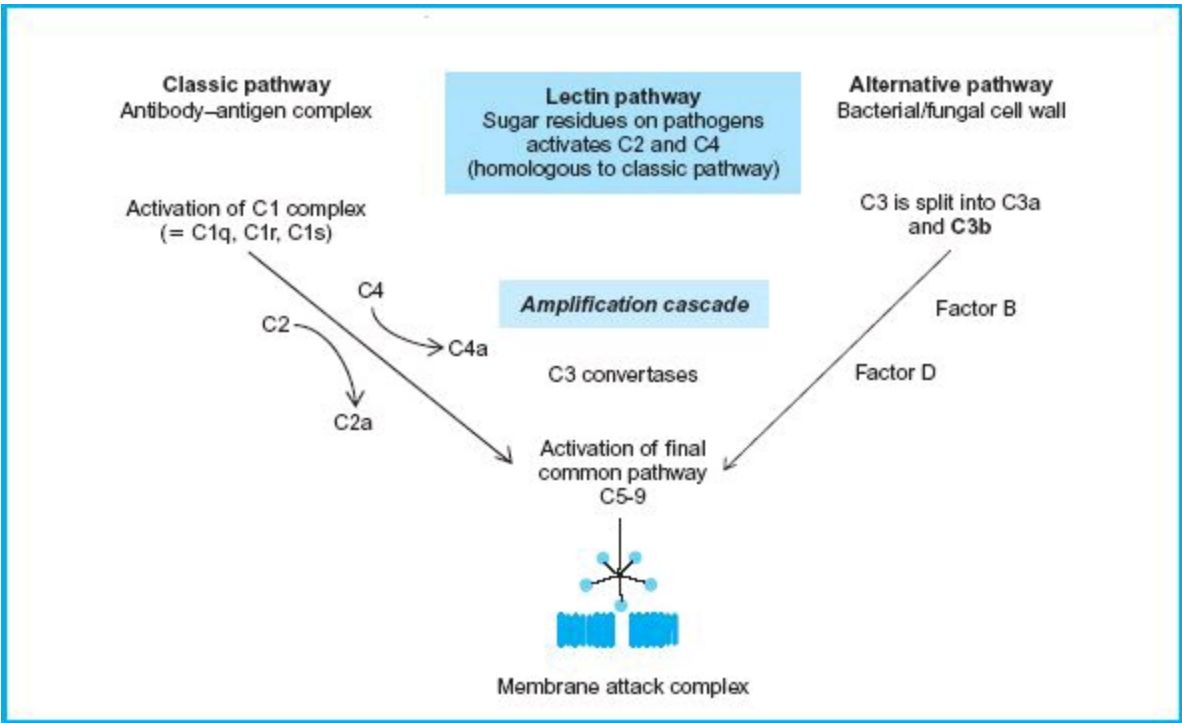 Classic pathway
Antibody–antigen complex
Lectin pathway
Sugar residues on pathogens
activates C2 and C4
(homologous to classic pathway)
Alternative pathway
Bacterial/fungal cell wall
Activation of C1 complex
(= C1q, C1r, C1s)
C3 is split into C3a
and C3b
C4
C2
C4a
C2a
Amplification cascade
C3 convertases
Factor B
Factor D
Activation of final
common pathway
C5-9
Membrane attack complex